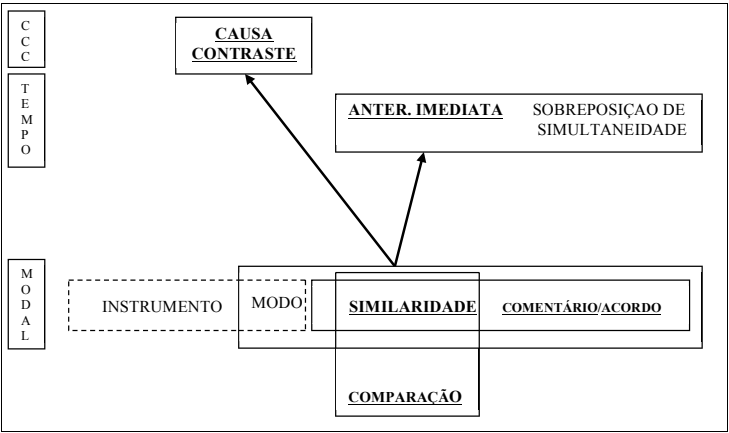 C
C
C
CAUSA
CONTRASTE
T
E
M
P
O
ANTER. IMEDIATA SOBREPOSIÇAO DE
SIMULTANEIDADE
M
O
D
A
L
INSTRUMENTO MODO SIMILARIDADE COMENTÁRIO/ACORDO
COMPARAÇÃO